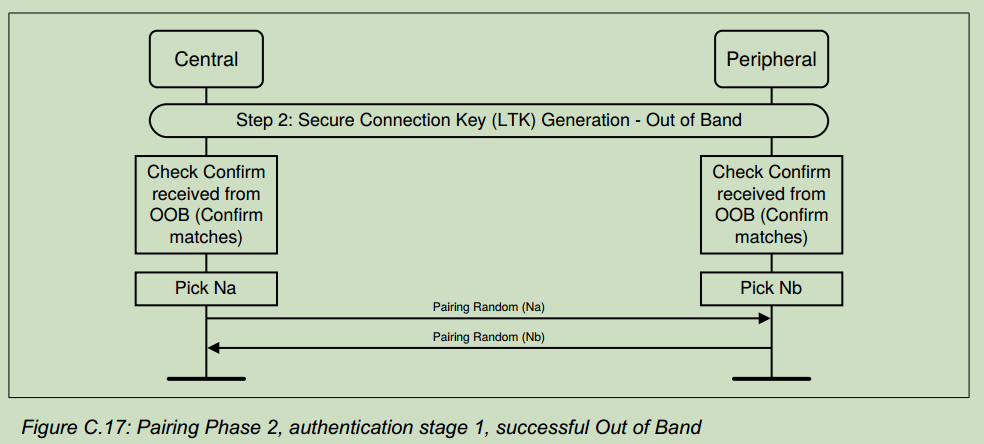 Central
Peripheral
Step 2: Secure Connection Key (LTK) Generation - Out of Band
Check Confirm
received from
OOB (Confirm
matches)
Check Confirm
received from
OOB (Confirm
matches)
Pick Na
Pick Nb
Pairing Random (Na)
Pairing Random (Nb)
Figure C.17: Pairing Phase 2, authentication stage 1, successful Out of Band